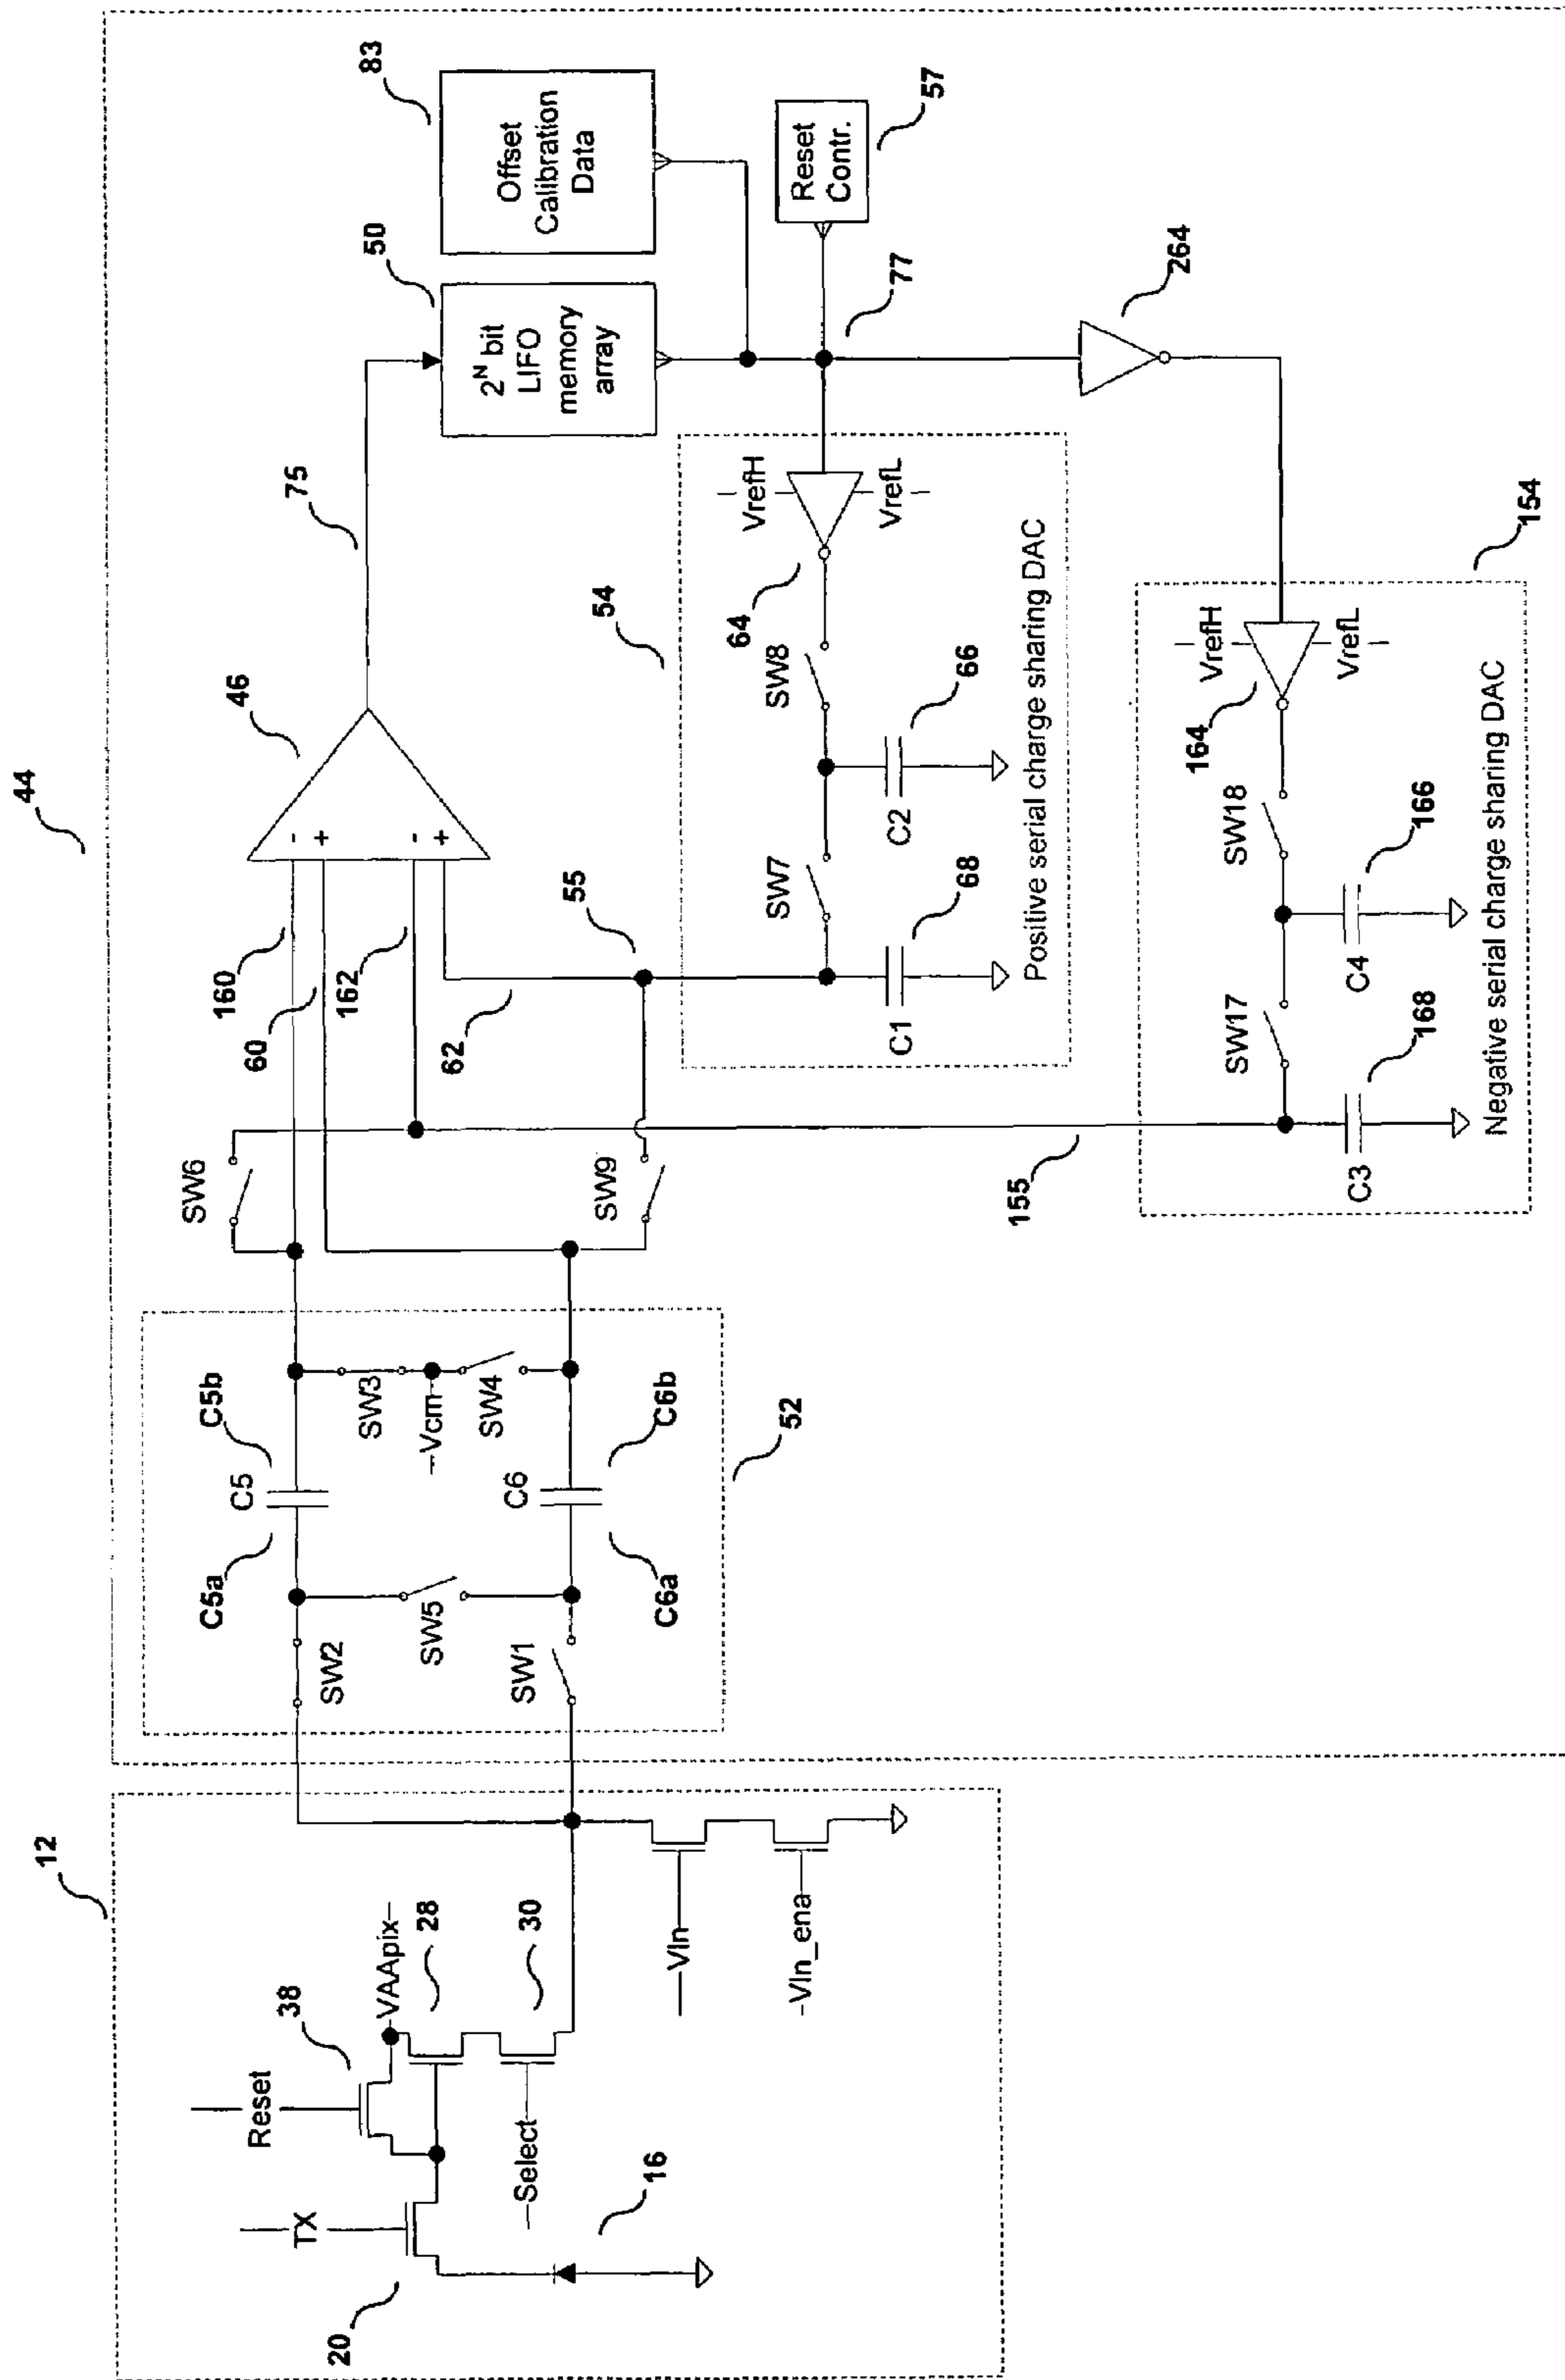 12
TX
20
Reset
38
VAApix
28
30
Select
16
Vln
Vln_ena
44
SW2
SW5
SW1
C5a
C5
C5b
C6a
C6
C6b
SW3
Vcm
SW4
52
SW6
SW9
160
60
162
62
55
155
46
-
+
-
+
75
50
2N bit
LIFO
memory
array
83
Offset
Calibration
Data
Reset
Contr.
57
77
264
54
VrefH
VrefL
64
SW8
66
C2
SW7
68
C1
Positive serial charge sharing DAC
154
VrefH
VrefL
164
SW18
166
C4
SW17
168
C3
Negative serial charge sharing DAC